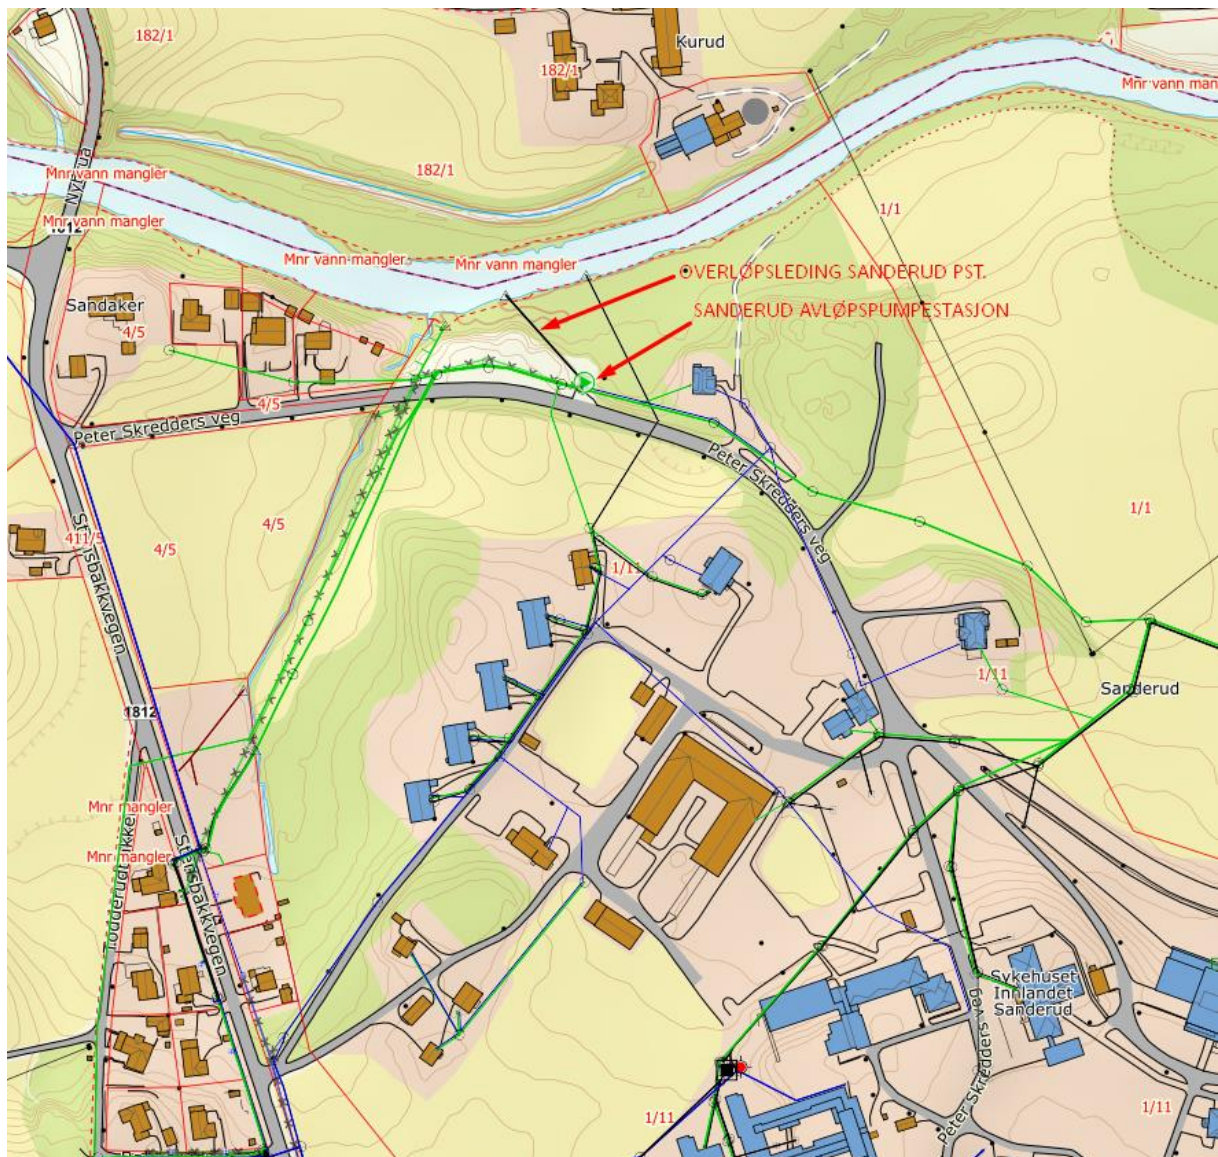 182/1
Kurud
182/1
Mnr vann man
182/1
Mnr vann mangler
1/1
Mnr vann mangler
1812
Mnr vann mangler
Mnr vann mangler
OVERLØPSLEDING SANDERUD PST.
Sandaker
4/5
SANDERUD AVLØPSPUMPESTASJON
4/5
Peter Skredders veg
Peter Skredders veg
1/1
4/5
411/5
4/5
Stensbakkvegen
1/11
1/11
Sanderud
1812
Mnr mangler
Mnr mangler
Stensbakkvegen
Sykehuset
Innlandet
Sanderud
Peter Skredders veg
1/11
1/11